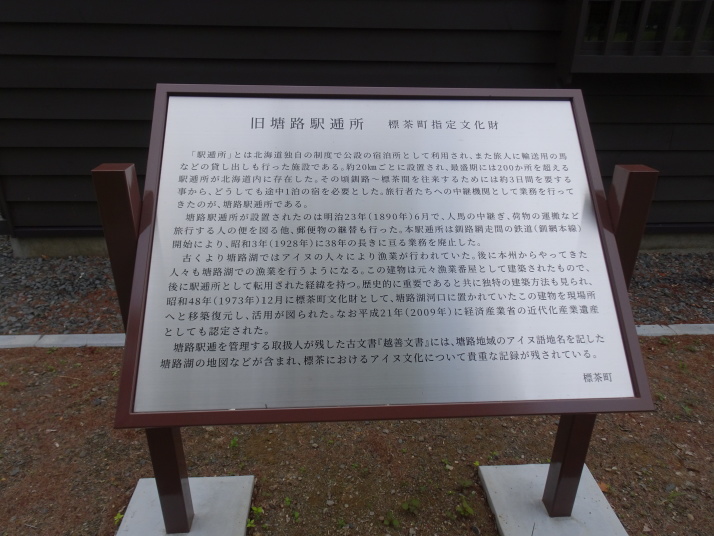 旧塘路駅逓所　標茶町指定文化財
「駅逓所」とは北海道独自の制度で公設の宿泊所として利用され、また旅人に輸送用の馬
などの貸し出しも行った施設である。約20㎞ごとに設置され、最盛期には200か所を超える
駅逓所が北海道内に存在した。その頃釧路～標茶間を往来するためには約3日間を要する
事から、どうしても途中1泊の宿を必要とした。旅行者たちへの中継機関として業務を行って
きたのが、塘路駅逓所である。
塘路駅逓所が設置されたのは明治23年(1890年)6月で、人馬の中継ぎ、荷物の運搬など
旅行する人の便を図る他、郵便物の継替も行った。本駅逓所は釧路網走間の鉄道(釧網本線)
開始により、昭和3年(1928年)に38年の長きに亘る業務を廃止した。
古くより塘路湖ではアイヌの人々により漁業が行われていた。後に本州からやってきた
人々も塘路湖での漁業を行うようになる。この建物は元々漁業番屋として建築されたもので、
後に駅逓所として転用された経緯を持つ。歴史的に重要であると共に独特の建築方法も見られ、
昭和48年(1973年)12月に標茶町文化財として、塘路湖河口に置かれていたこの建物を現場所
へと移築復元し、活用が図られた。なお平成21年(2009年)に経済産業省の近代化産業遺産
としても認定された。
塘路駅逓を管理する取扱人が残した古文書『越善文書』には、塘路地域のアイヌ語地名を記した
塘路湖の地図などが含まれ、標茶におけるアイヌ文化について貴重な記録が残されている。
標茶町